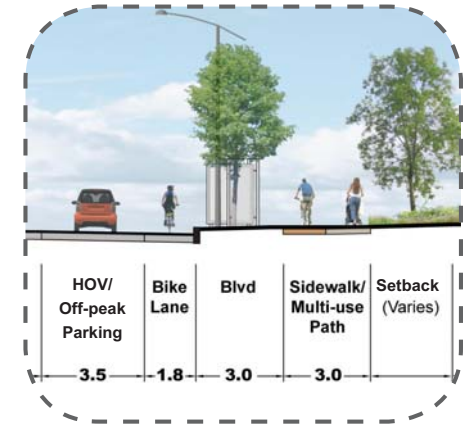 HOV/
Off-peak
Parking
Bike
Lane
Blvd
Sidewalk/
Multi-use
Path
Setback
(Varies)
3.5
1.8
3.0
3.0